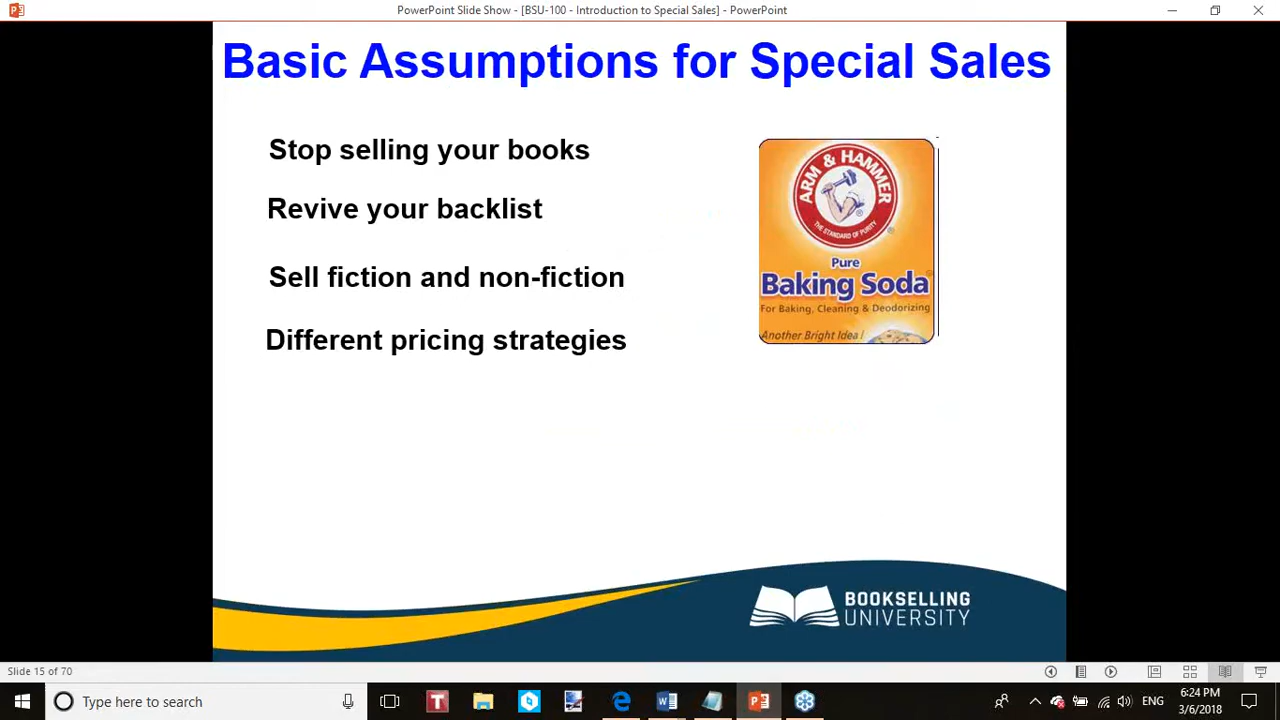 PowerPoint Slide Show - [BSU-100 - Introduction to Special Sales] - PowerPoint
Basic Assumptions for Special Sales
Stop selling your books
Revive your backlist
Sell fiction and non-fiction
Different pricing strategies
ARM & HAMMER
THE STANDARD OF PURITY
Pure
Baking Soda
For Baking, Cleaning & Deodorizing
Another Bright Idea!
BOOKSELLING
UNIVERSITY
Slide 15 of 70
Type here to search
ENG
6:24 PM
3/6/2018